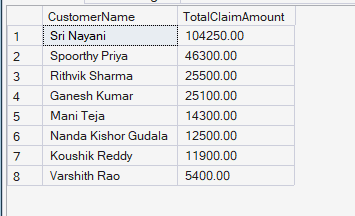 CustomerName TotalClaimAmount
1 Sri Nayani 104250.00
2 Spoorthy Priya 46300.00
3 Rithvik Sharma 25500.00
4 Ganesh Kumar 25100.00
5 Mani Teja 14300.00
6 Nanda Kishor Gudala 12500.00
7 Koushik Reddy 11900.00
8 Varshith Rao 5400.00